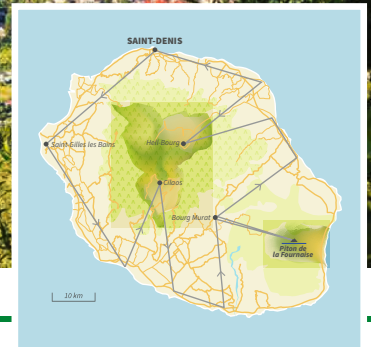 SAINT-DENIS
Hell-Bourg
Saint-Gilles les Bains
Cilaos
Bourg Murat
Piton de
la Fournaise
10 km